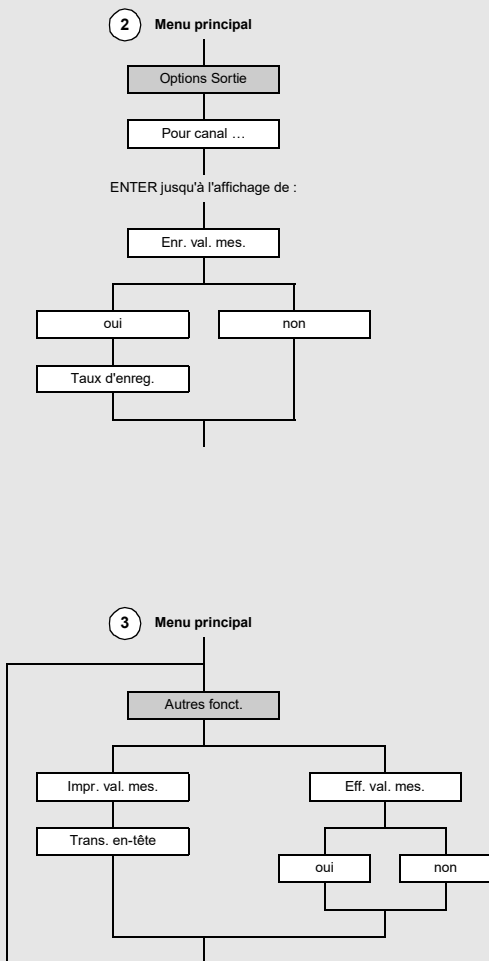 2 Menu principal
Options Sortie
Pour canal …
ENTER jusqu'à l'affichage de :
Enr. val. mes.
oui non
Taux d'enreg.
3 Menu principal
Autres fonct.
Impr. val. mes. Eff. val. mes.
Trans. en-tête
oui non